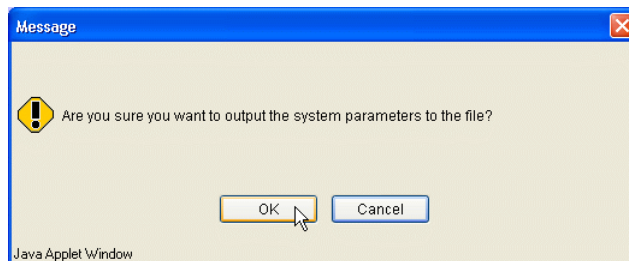 Message
Are you sure you want to output the system parameters to the file?
OK Cancel
Java Applet Window